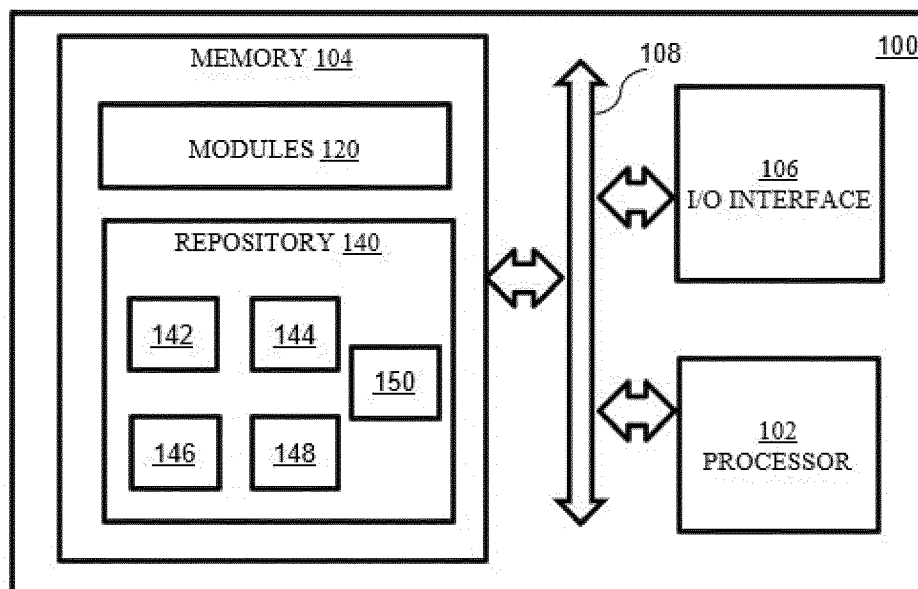 100
MEMORY 104
MODULES 120
REPOSITORY 140
142
144
150
146
148
108
106
I/O INTERFACE
102
PROCESSOR